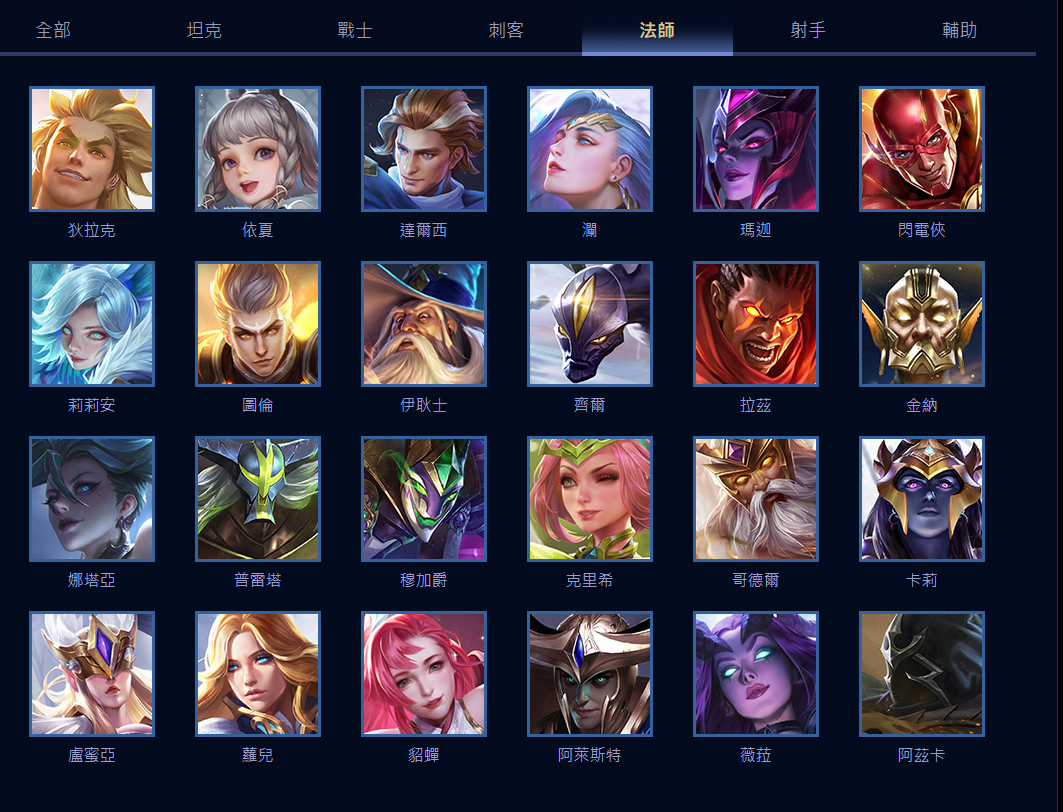 全部 坦克 戰士 刺客 法師 射手 輔助
狄拉克 依夏 達爾西 瀾 瑪迦 閃電俠
莉莉安 圖倫 伊耿士 齊爾 拉茲 金納
娜塔亞 普雷塔 穆加爵 克里希 哥德爾 卡莉
盧蜜亞 蘿兒 貂蟬 阿萊斯特 薇菈 阿茲卡